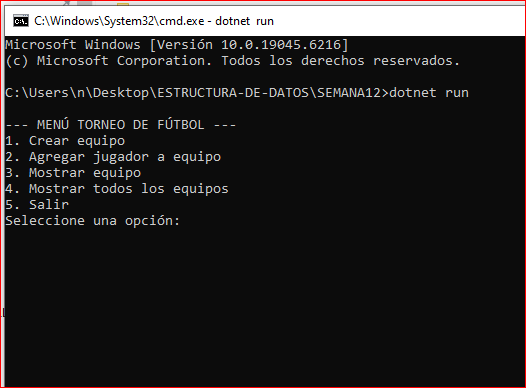 C:\Windows\System32\cmd.exe - dotnet run
Microsoft Windows [Versión 10.0.19045.6216]
(c) Microsoft Corporation. Todos los derechos reservados.
C:\Users\n\Desktop\ESTRUCTURA-DE-DATOS\SEMANA12>dotnet run
--- MENÚ TORNEO DE FÚTBOL ---
1. Crear equipo
2. Agregar jugador a equipo
3. Mostrar equipo
4. Mostrar todos los equipos
5. Salir
Seleccione una opción: